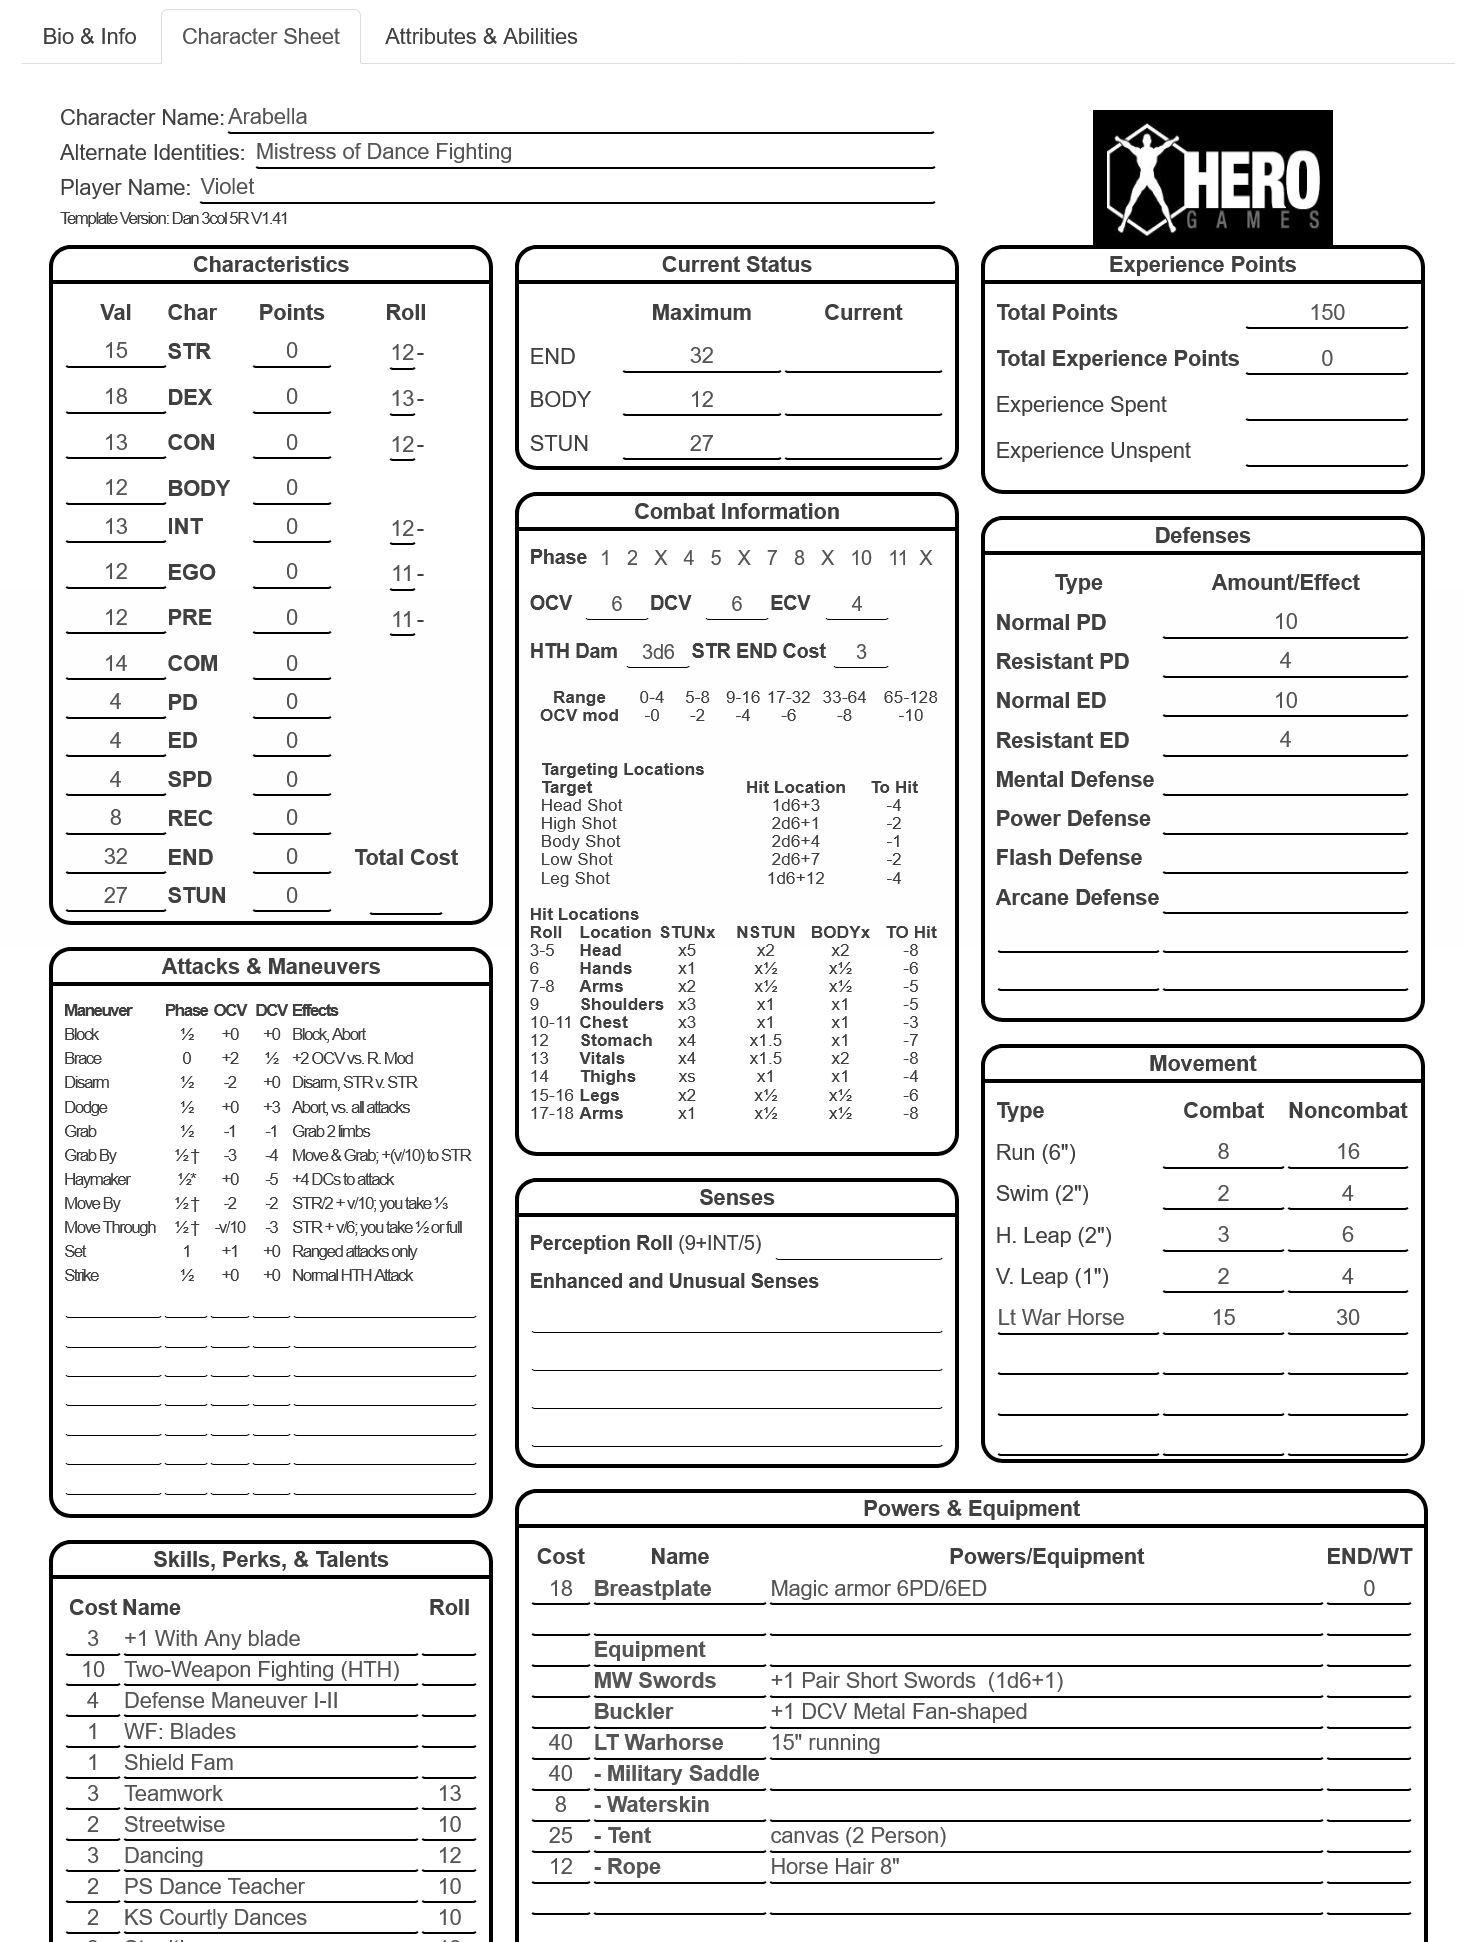 Bio & Info Character Sheet Attributes & Abilities
Character Name: Arabella
Alternate Identities: Mistress of Dance Fighting
Player Name: Violet
Template Version: Dan 3col 5R V1.41
HERO
GAMES
Characteristics
Val Char Points Roll
15 STR 0 12-
18 DEX 0 13-
13 CON 0 12-
12 BODY 0
13 INT 0 12-
12 EGO 0 11-
12 PRE 0 11-
14 COM 0
4 PD 0
4 ED 0
4 SPD 0
8 REC 0
32 END 0 Total Cost
27 STUN 0
Attacks & Maneuvers
Maneuver Phase OCV DCV Effects
Block ½ +0 +0 Block, Abort
Brace 0 +2 ½ +2 OCV vs. R. Mod
Disarm ½ -2 +0 Disarm, STR v. STR
Dodge ½ +0 +3 Abort, vs. all attacks
Grab ½ -1 -1 Grab 2 limbs
Grab By ½† -3 -4 Move & Grab; +(v/10) to STR
Haymaker ½* +0 -5 +4 DCs to attack
Move By ½† -2 -2 STR/2 + v/10; you take ⅓
Move Through ½† -v/10 -3 STR + v/6; you take ½ or full
Set 1 +1 +0 Ranged attacks only
Strike ½ +0 +0 Normal HTH Attack
Skills, Perks, & Talents
Cost Name Roll
3 +1 With Any blade
10 Two-Weapon Fighting (HTH)
4 Defense Maneuver I-II
1 WF: Blades
1 Shield Fam
3 Teamwork 13
2 Streetwise 10
3 Dancing 12
2 PS Dance Teacher 10
2 KS Courtly Dances 10
Current Status
Maximum Current
END 32
BODY 12
STUN 27
Combat Information
Phase 1 2 X 4 5 X 7 8 X 10 11 X
OCV 6 DCV 6 ECV 4
HTH Dam 3d6 STR END Cost 3
Range 0-4 5-8 9-16 17-32 33-64 65-128
OCV mod -0 -2 -4 -6 -8 -10
Targeting Locations
Target Hit Location To Hit
Head Shot 1d6+3 -4
High Shot 2d6+1 -2
Body Shot 2d6+4 -1
Low Shot 2d6+7 -2
Leg Shot 1d6+12 -4
Hit Locations
Roll Location STUNx NSTUN BODYx TO Hit
3-5 Head x5 x2 x2 -8
6 Hands x1 x½ x½ -6
7-8 Arms x2 x½ x½ -5
9 Shoulders x3 x1 x1 -5
10-11 Chest x3 x1 x1 -3
12 Stomach x4 x1.5 x1 -7
13 Vitals x4 x1.5 x2 -8
14 Thighs xs x1 x1 -4
15-16 Legs x2 x½ x½ -6
17-18 Arms x1 x½ x½ -8
Senses
Perception Roll (9+INT/5)
Enhanced and Unusual Senses
Experience Points
Total Points 150
Total Experience Points 0
Experience Spent
Experience Unspent
Defenses
Type Amount/Effect
Normal PD 10
Resistant PD 4
Normal ED 10
Resistant ED 4
Mental Defense
Power Defense
Flash Defense
Arcane Defense
Movement
Type Combat Noncombat
Run (6") 8 16
Swim (2") 2 4
H. Leap (2") 3 6
V. Leap (1") 2 4
Lt War Horse 15 30
Powers & Equipment
Cost Name Powers/Equipment END/WT
18 Breastplate Magic armor 6PD/6ED 0
Equipment
MW Swords +1 Pair Short Swords (1d6+1)
Buckler +1 DCV Metal Fan-shaped
40 LT Warhorse 15" running
40 - Military Saddle
8 - Waterskin
25 - Tent canvas (2 Person)
12 - Rope Horse Hair 8"